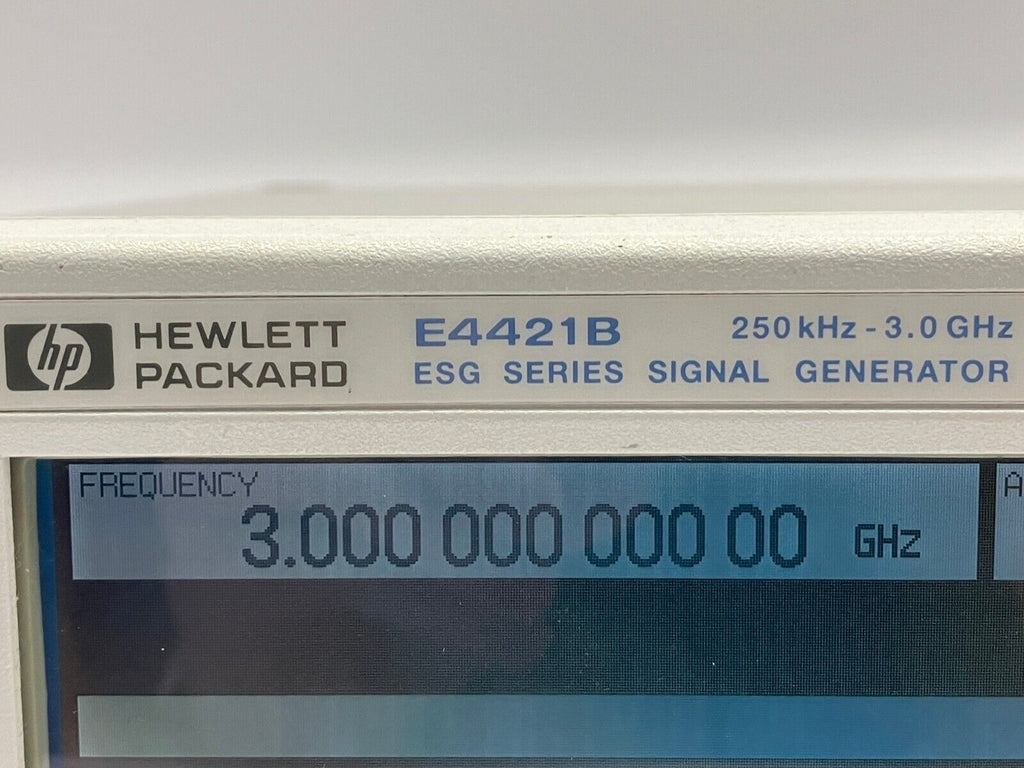 hp HEWLETT PACKARD
E4421B 250 kHz - 3.0 GHz
ESG SERIES SIGNAL GENERATOR
FREQUENCY
3.000 000 000 00 GHz
A